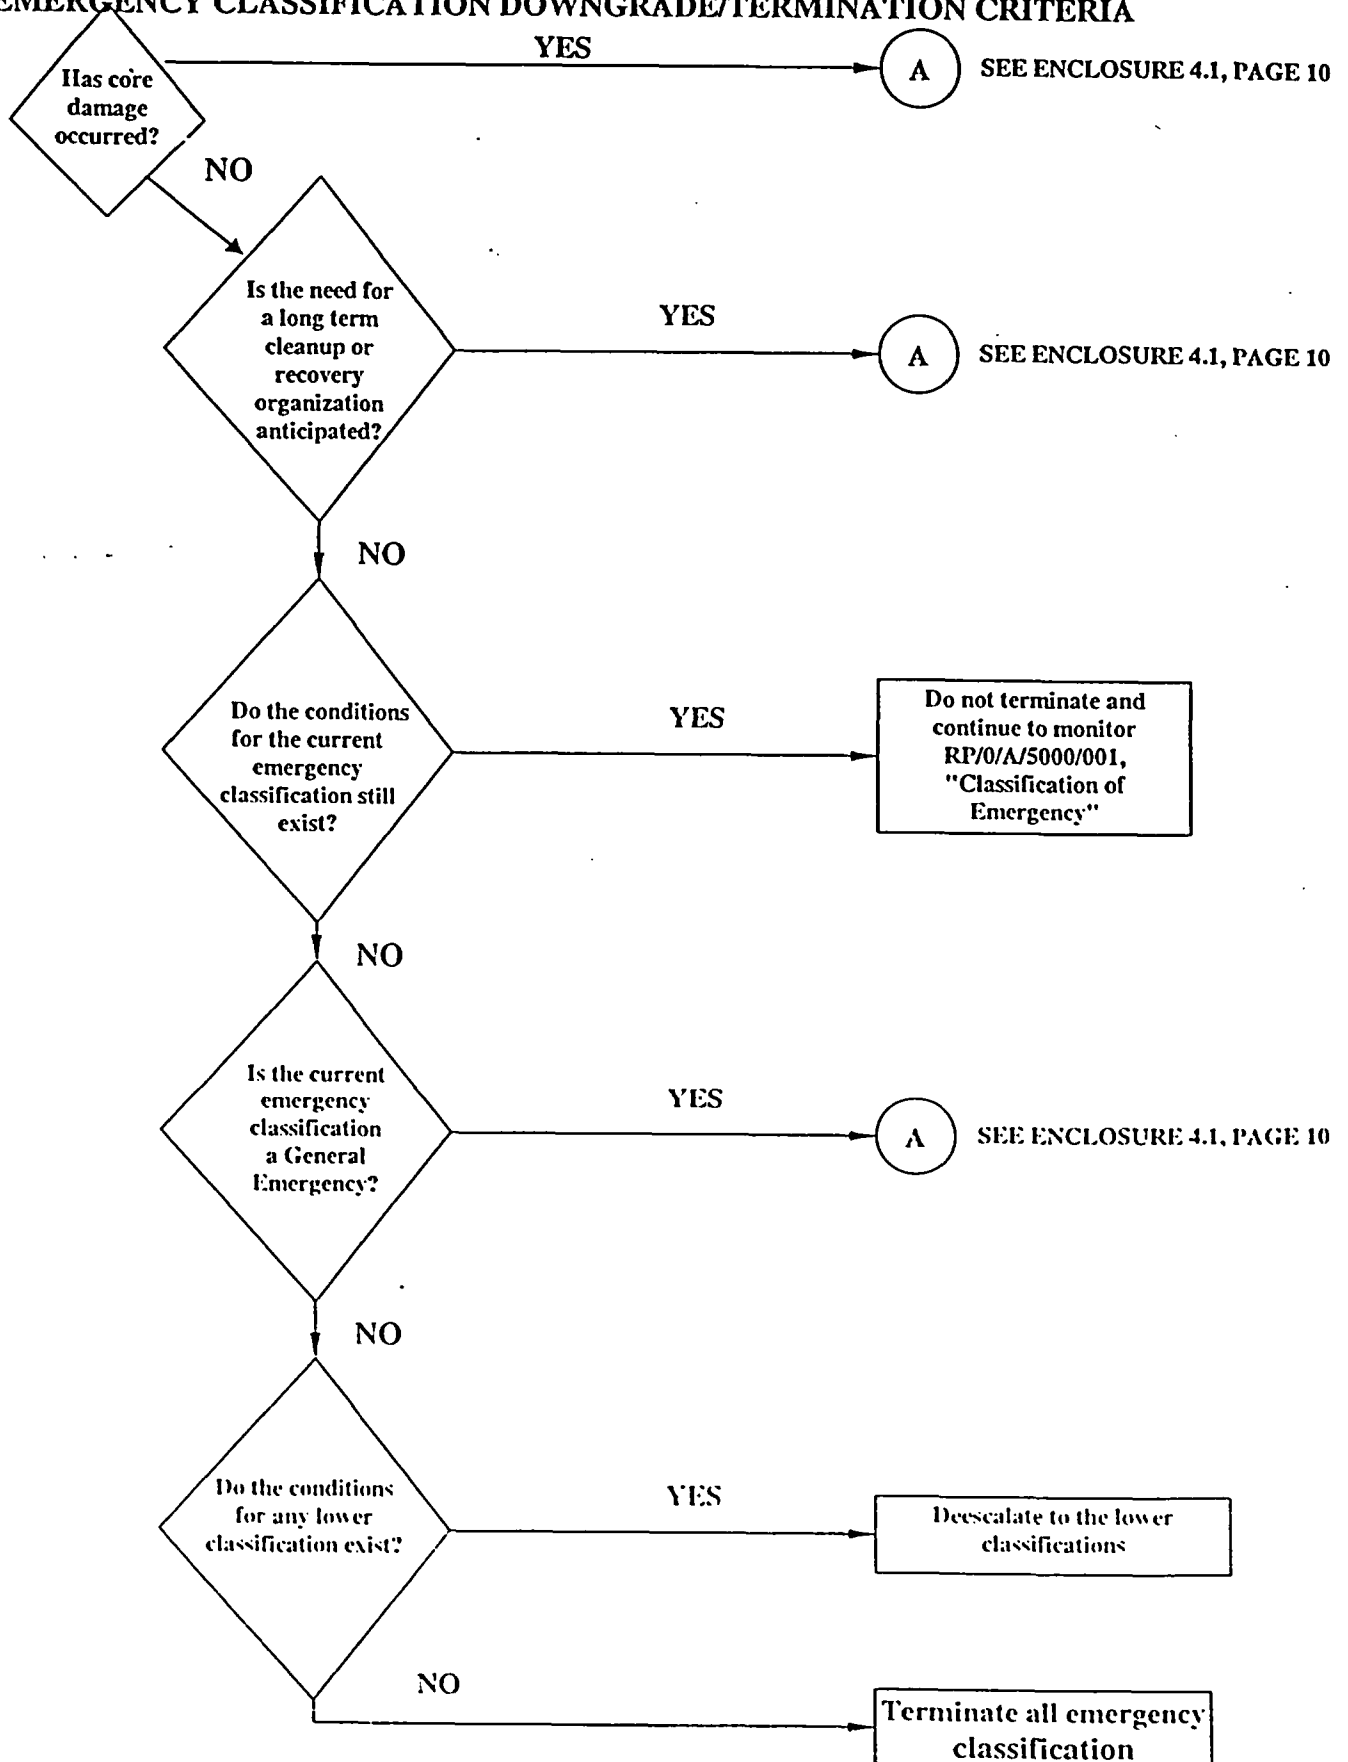 EMERGENCY CLASSIFICATION DOWNGRADE/TERMINATION CRITERIA
YES
Has core
damage
occurred?
A
SEE ENCLOSURE 4.1, PAGE 10
NO
Is the need for
a long term
cleanup or
recovery
organization
anticipated?
YES
A
SEE ENCLOSURE 4.1, PAGE 10
NO
Do the conditions
for the current
emergency
classification still
exist?
YES
Do not terminate and
continue to monitor
RP/0/A/5000/001,
"Classification of
Emergency"
NO
Is the current
emergency
classification
a General
Emergency?
YES
A
SEE ENCLOSURE 4.1, PAGE 10
NO
Do the conditions
for any lower
classification exist?
YES
Deescalate to the lower
classifications
NO
Terminate all emergency
classification